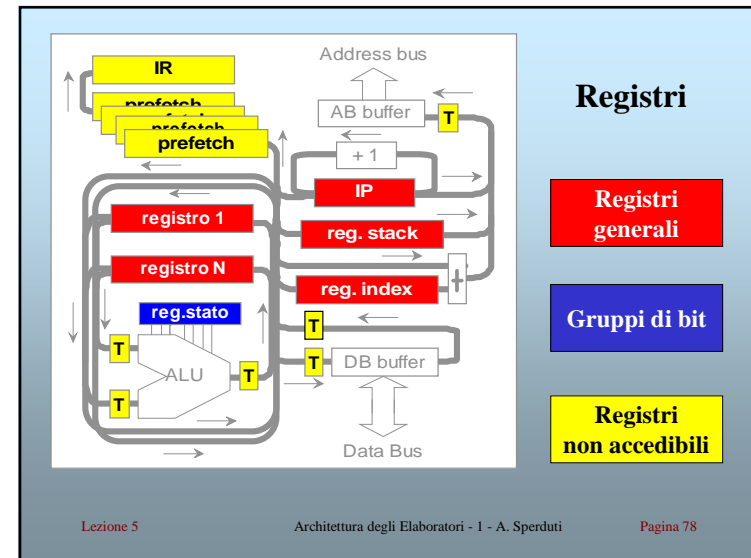 Registri
IR
prefetch
prefetch
prefetch
prefetch
Address bus
AB buffer
T
+ 1
IP
registro 1
reg. stack
registro N
reg. index
+
reg.stato
T
T
ALU
T
T
T
DB buffer
Data Bus
Registri
generali
Gruppi di bit
Registri
non accedibili
Lezione 5
Architettura degli Elaboratori - 1 - A. Sperduti
Pagina 78